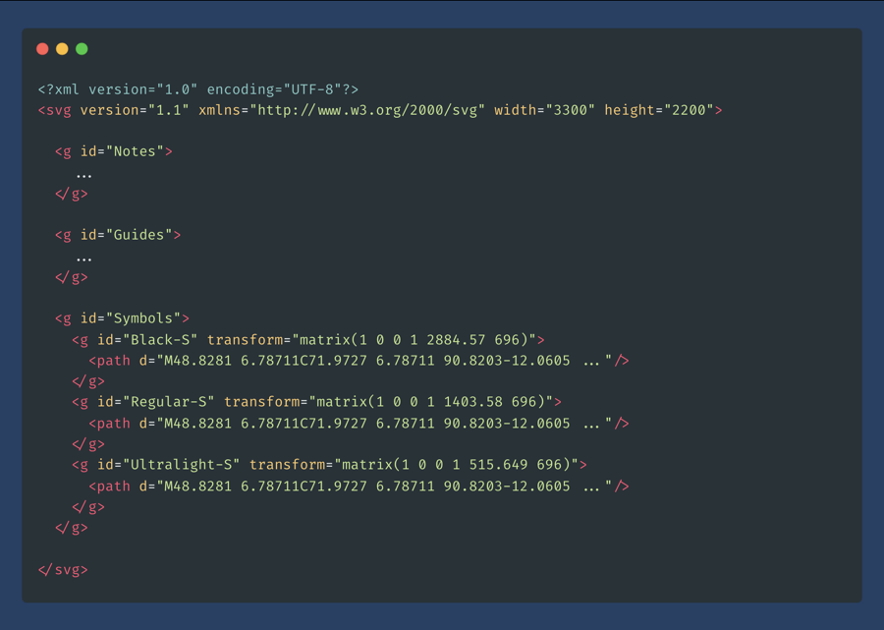 <?xml version="1.0" encoding="UTF-8"?>
<svg version="1.1" xmlns="http://www.w3.org/2000/svg" width="3300" height="2200">
<g id="Notes">
...
</g>
<g id="Guides">
...
</g>
<g id="Symbols">
<g id="Black-S" transform="matrix(1 0 0 1 2884.57 696)">
<path d="M48.8281 6.78711C71.9727 6.78711 90.8203-12.0605 ..."/>
</g>
<g id="Regular-S" transform="matrix(1 0 0 1 1403.58 696)">
<path d="M48.8281 6.78711C71.9727 6.78711 90.8203-12.0605 ..."/>
</g>
<g id="Ultralight-S" transform="matrix(1 0 0 1 515.649 696)">
<path d="M48.8281 6.78711C71.9727 6.78711 90.8203-12.0605 ..."/>
</g>
</g>
</svg>